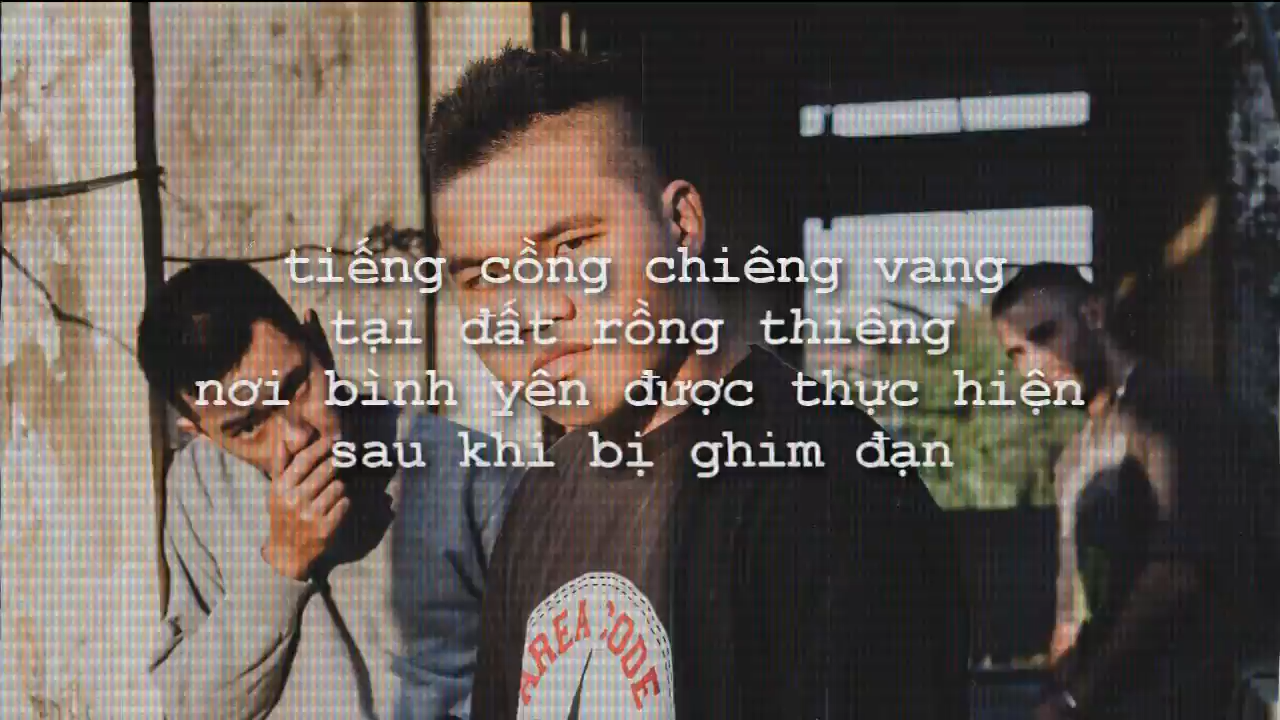 tiếng cồng chiêng vang
tại đất rồng thiêng
nơi bình yên được thực hiện
sau khi bị ghim đạn
AREA CODE